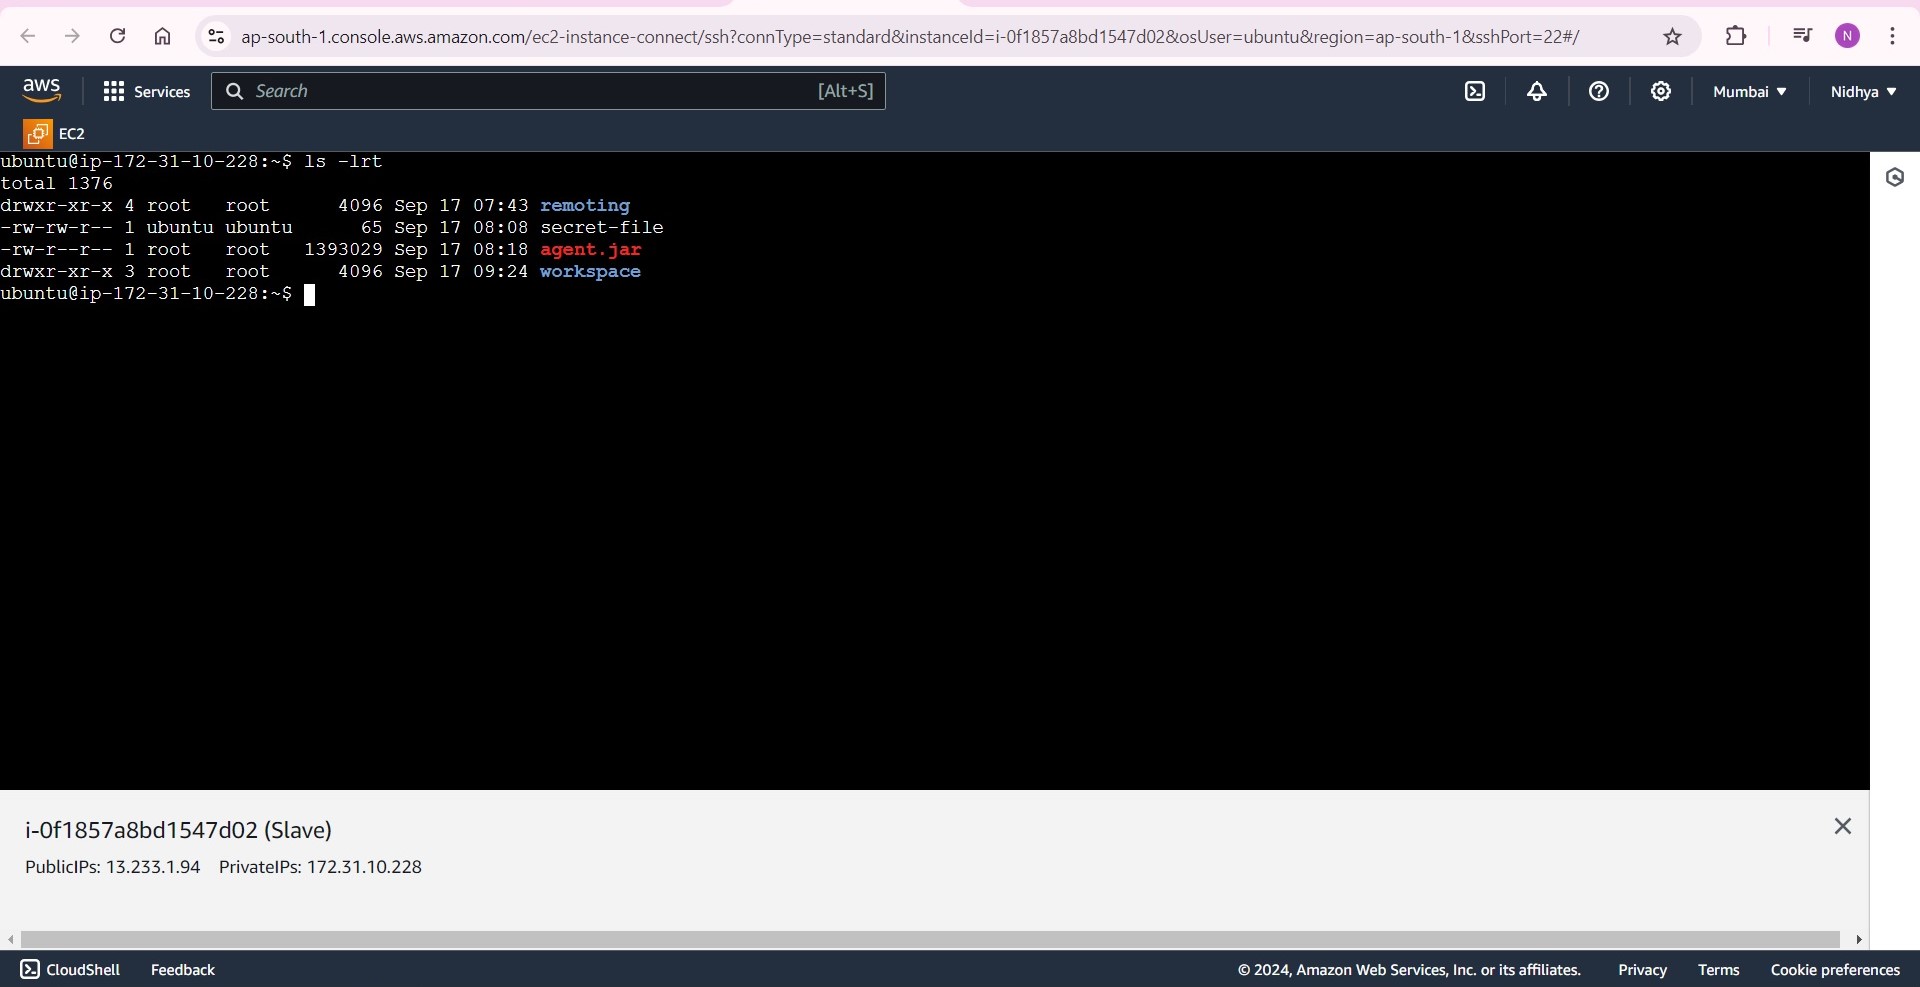 ap-south-1.console.aws.amazon.com/ec2-instance-connect/ssh?connType=standard&instanceId=i-0f1857a8bd1547d02&osUser=ubuntu&region=ap-south-1&sshPort=22#/
N
aws
Services
Search
[Alt+S]
Mumbai
Nidhya
EC2
ubuntu@ip-172-31-10-228:~$ ls -lrt
total 1376
drwxr-xr-x 4 root   root      4096 Sep 17 07:43 remoting
-rw-rw-r-- 1 ubuntu ubuntu      65 Sep 17 08:08 secret-file
-rw-r--r-- 1 root   root   1393029 Sep 17 08:18 agent.jar
drwxr-xr-x 3 root   root      4096 Sep 17 09:24 workspace
ubuntu@ip-172-31-10-228:~$
i-0f1857a8bd1547d02 (Slave)
PublicIPs: 13.233.1.94 PrivateIPs: 172.31.10.228
CloudShell Feedback © 2024, Amazon Web Services, Inc. or its affiliates. Privacy Terms Cookie preferences